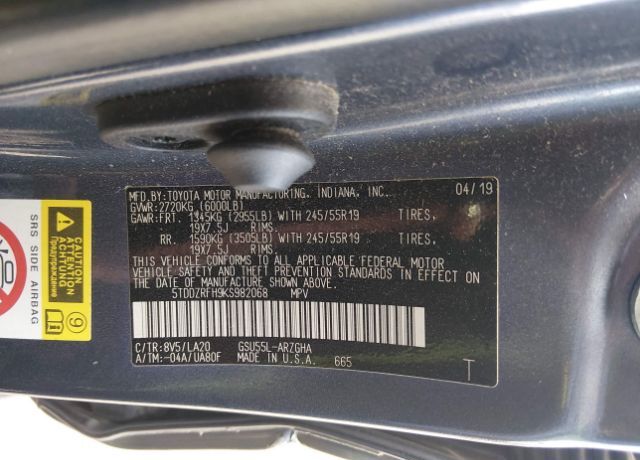 MFD.BY:TOYOTA MOTOR MANUFACTURING, INDIANA, INC. 04/19
GVWR:2720KG (6000LB)
GAWR:FRT. 1345KG (2955LB) WITH 245/55R19 TIRES,
19X7.5J RIMS
RR. 1590KG (3505LB) WITH 245/55R19 TIRES,
19X7.5J RIMS
THIS VEHICLE CONFORMS TO ALL APPLICABLE FEDERAL MOTOR
VEHICLE SAFETY AND THEFT PREVENTION STANDARDS IN EFFECT ON
THE DATE OF MANUFACTURE SHOWN ABOVE.
5TDDZRFH9KS982068 MPV
C/TR:8V5/LA20 GSU55L-ARZGHA
A/TM:-04A/UA80F MADE IN U.S.A. 665
T
SRS SIDE AIRBAG
CAUTION
ACHTUNG
Предупреждение
9